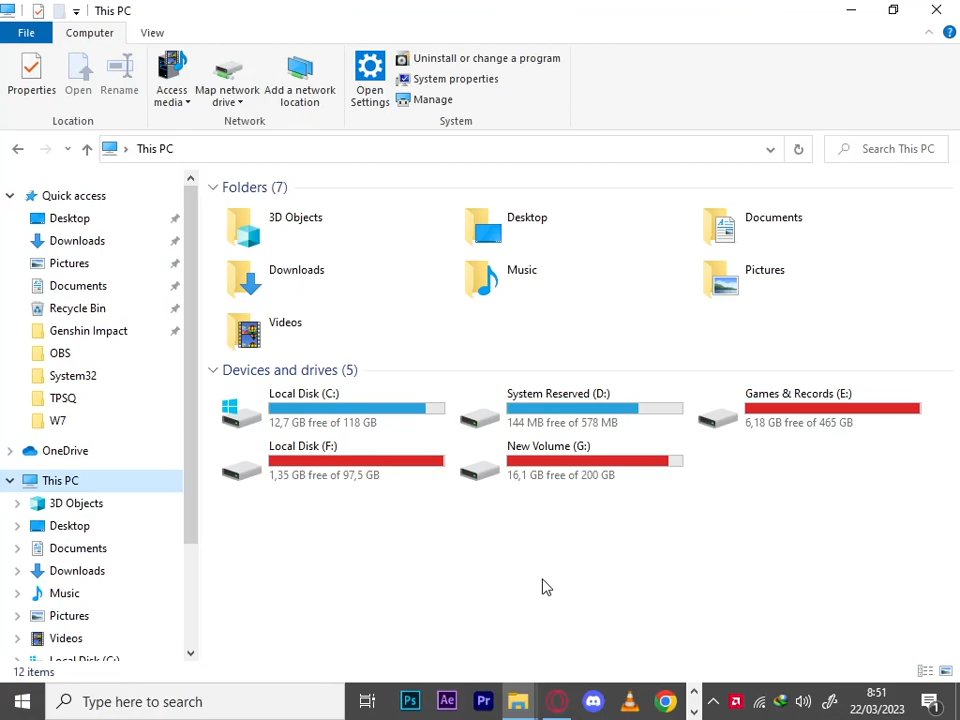 This PC
File
Computer
View
Properties
Open
Rename
Access media
Map network drive
Add a network location
Open Settings
Uninstall or change a program
System properties
Manage
Location
Network
System
This PC
Search This PC
Quick access
Desktop
Downloads
Pictures
Documents
Recycle Bin
Genshin Impact
OBS
System32
TPSQ
W7
OneDrive
This PC
3D Objects
Desktop
Documents
Downloads
Music
Pictures
Videos
Local Disk (C:)
Folders (7)
3D Objects
Desktop
Documents
Downloads
Music
Pictures
Videos
Devices and drives (5)
Local Disk (C:)
12,7 GB free of 118 GB
System Reserved (D:)
144 MB free of 578 MB
Games & Records (E:)
6,18 GB free of 465 GB
Local Disk (F:)
1,35 GB free of 97,5 GB
New Volume (G:)
16,1 GB free of 200 GB
12 items
Type here to search
Ps
Ae
Pr
8:51
22/03/2023
1